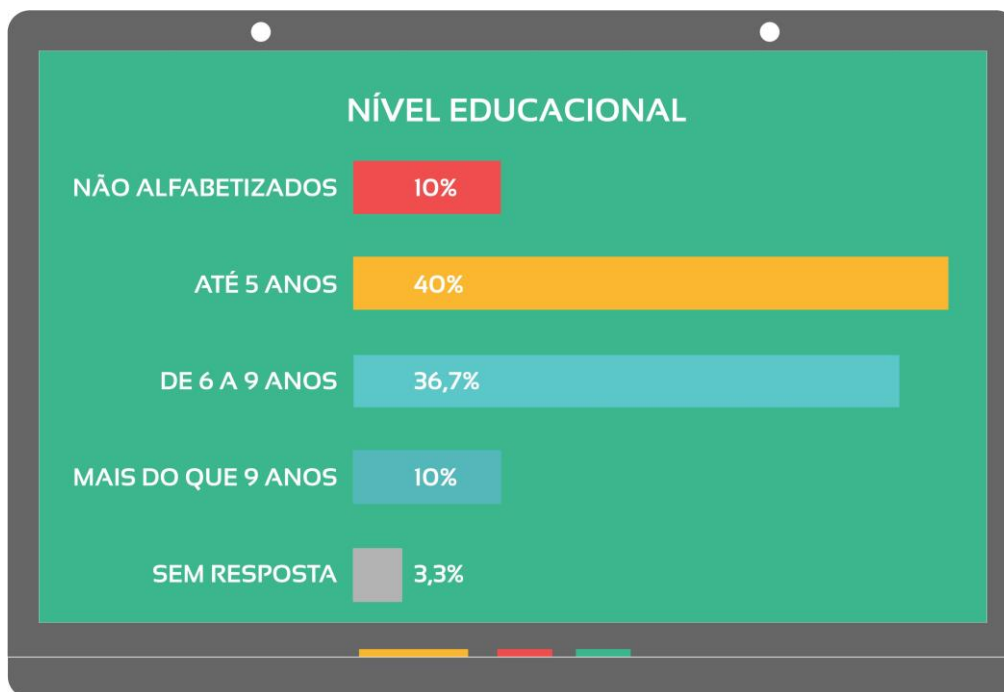 NÍVEL EDUCACIONAL
NÃO ALFABETIZADOS 10%
ATÉ 5 ANOS 40%
DE 6 A 9 ANOS 36,7%
MAIS DO QUE 9 ANOS 10%
SEM RESPOSTA 3,3%